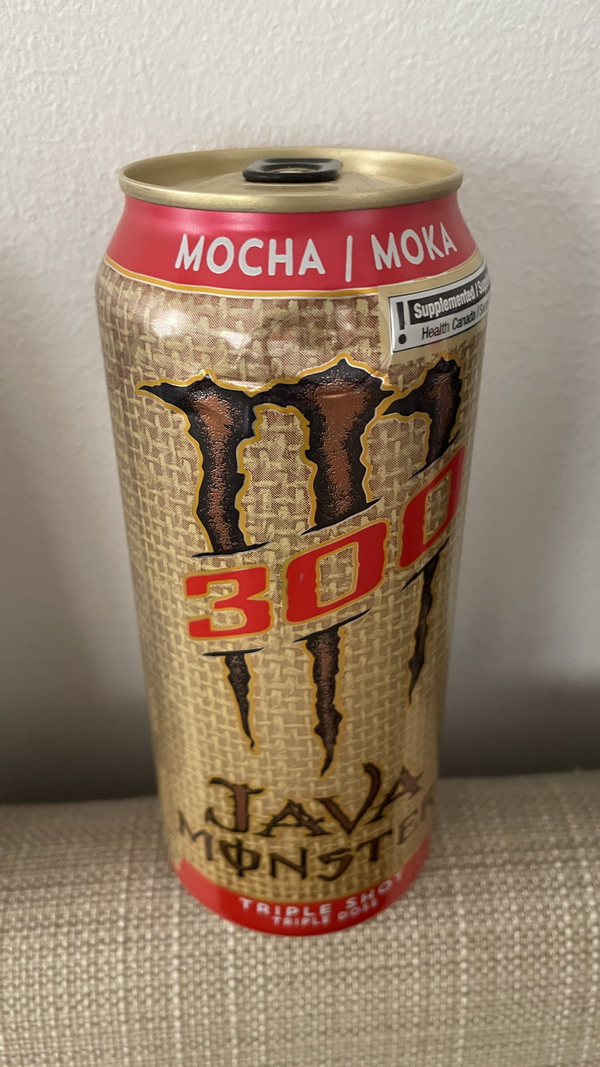 MOCHA / MOKA
! Supplemented /
Health Canada /
300
JAVA
MONSTER
TRIPLE SHOT
TRIPLE DOSE